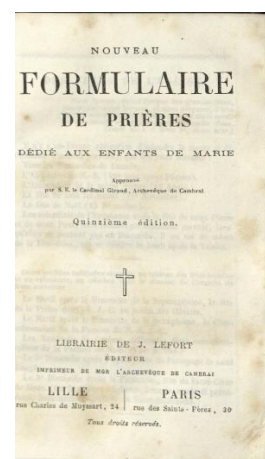 NOUVEAU
FORMULAIRE
DE PRIÈRES
DÉDIÉ AUX ENFANTS DE MARIE
Approuvé
par S. E. le Cardinal Giraud, Archevêque de Cambrai.
Quinzième édition.
LIBRAIRIE DE J. LEFORT
ÉDITEUR
IMPRIMEUR DE MGR L'ARCHEVÊQUE DE CAMBRAI
LILLE PARIS
rue Charles de Muyssart, 24 rue des Saints-Pères, 30
Tous droits réservés.